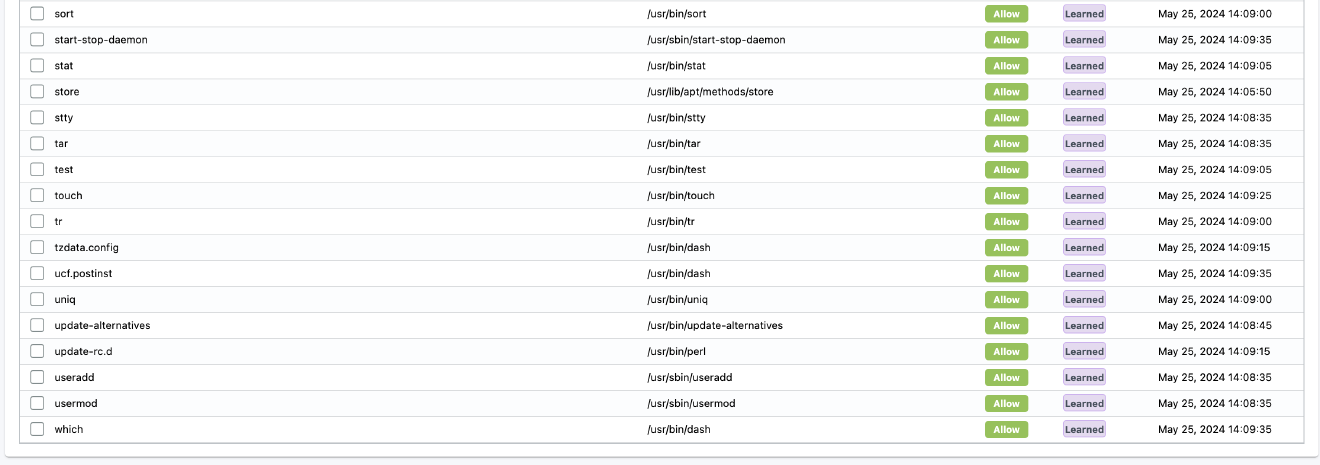 sort /usr/bin/sort Allow Learned May 25, 2024 14:09:00
start-stop-daemon /usr/sbin/start-stop-daemon Allow Learned May 25, 2024 14:09:35
stat /usr/bin/stat Allow Learned May 25, 2024 14:09:05
store /usr/lib/apt/methods/store Allow Learned May 25, 2024 14:05:50
stty /usr/bin/stty Allow Learned May 25, 2024 14:08:35
tar /usr/bin/tar Allow Learned May 25, 2024 14:08:35
test /usr/bin/test Allow Learned May 25, 2024 14:09:05
touch /usr/bin/touch Allow Learned May 25, 2024 14:09:25
tr /usr/bin/tr Allow Learned May 25, 2024 14:09:00
tzdata.config /usr/bin/dash Allow Learned May 25, 2024 14:09:15
ucf.postinst /usr/bin/dash Allow Learned May 25, 2024 14:09:35
uniq /usr/bin/uniq Allow Learned May 25, 2024 14:09:00
update-alternatives /usr/bin/update-alternatives Allow Learned May 25, 2024 14:08:45
update-rc.d /usr/bin/perl Allow Learned May 25, 2024 14:09:15
useradd /usr/sbin/useradd Allow Learned May 25, 2024 14:08:35
usermod /usr/sbin/usermod Allow Learned May 25, 2024 14:08:35
which /usr/bin/dash Allow Learned May 25, 2024 14:09:35